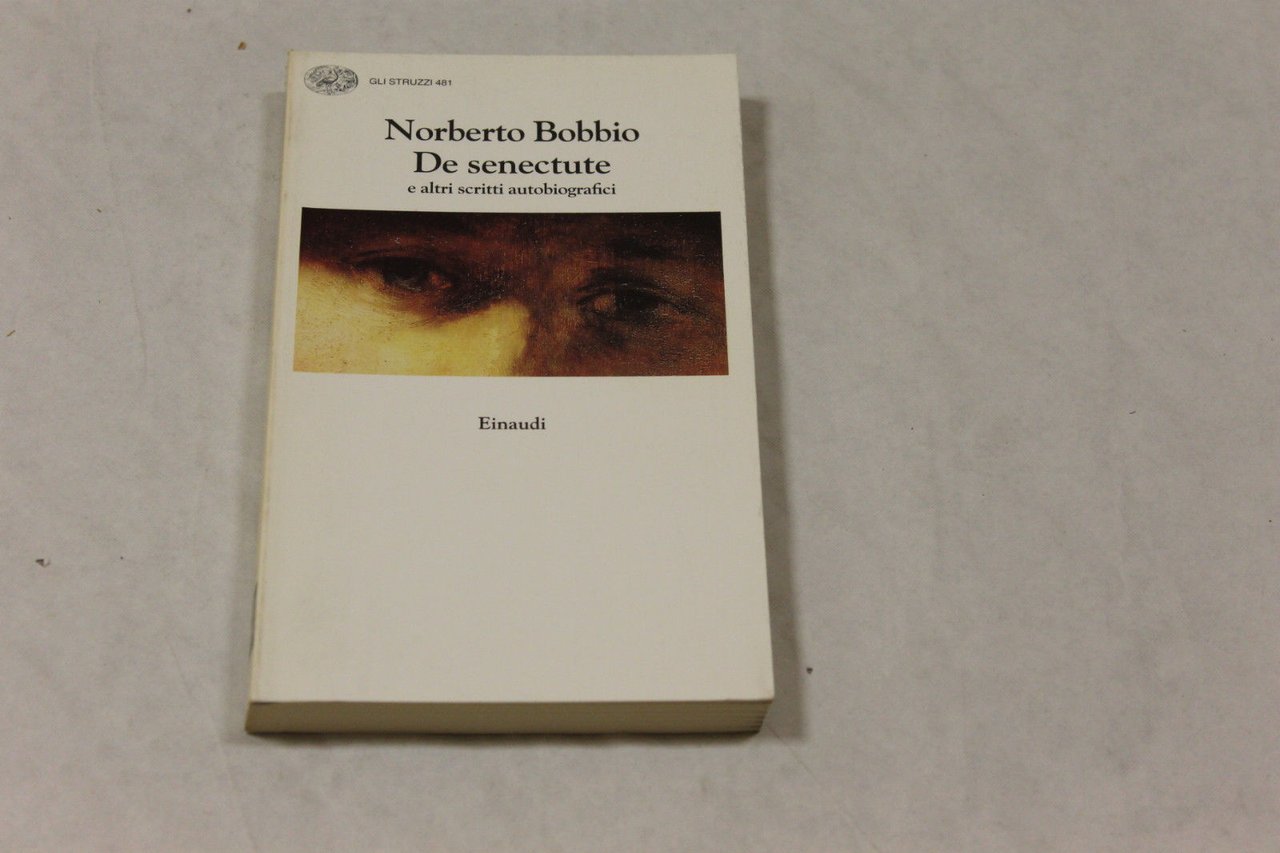 GLI STRUZZI 481
Norberto Bobbio
De senectute
e altri scritti autobiografici
Einaudi